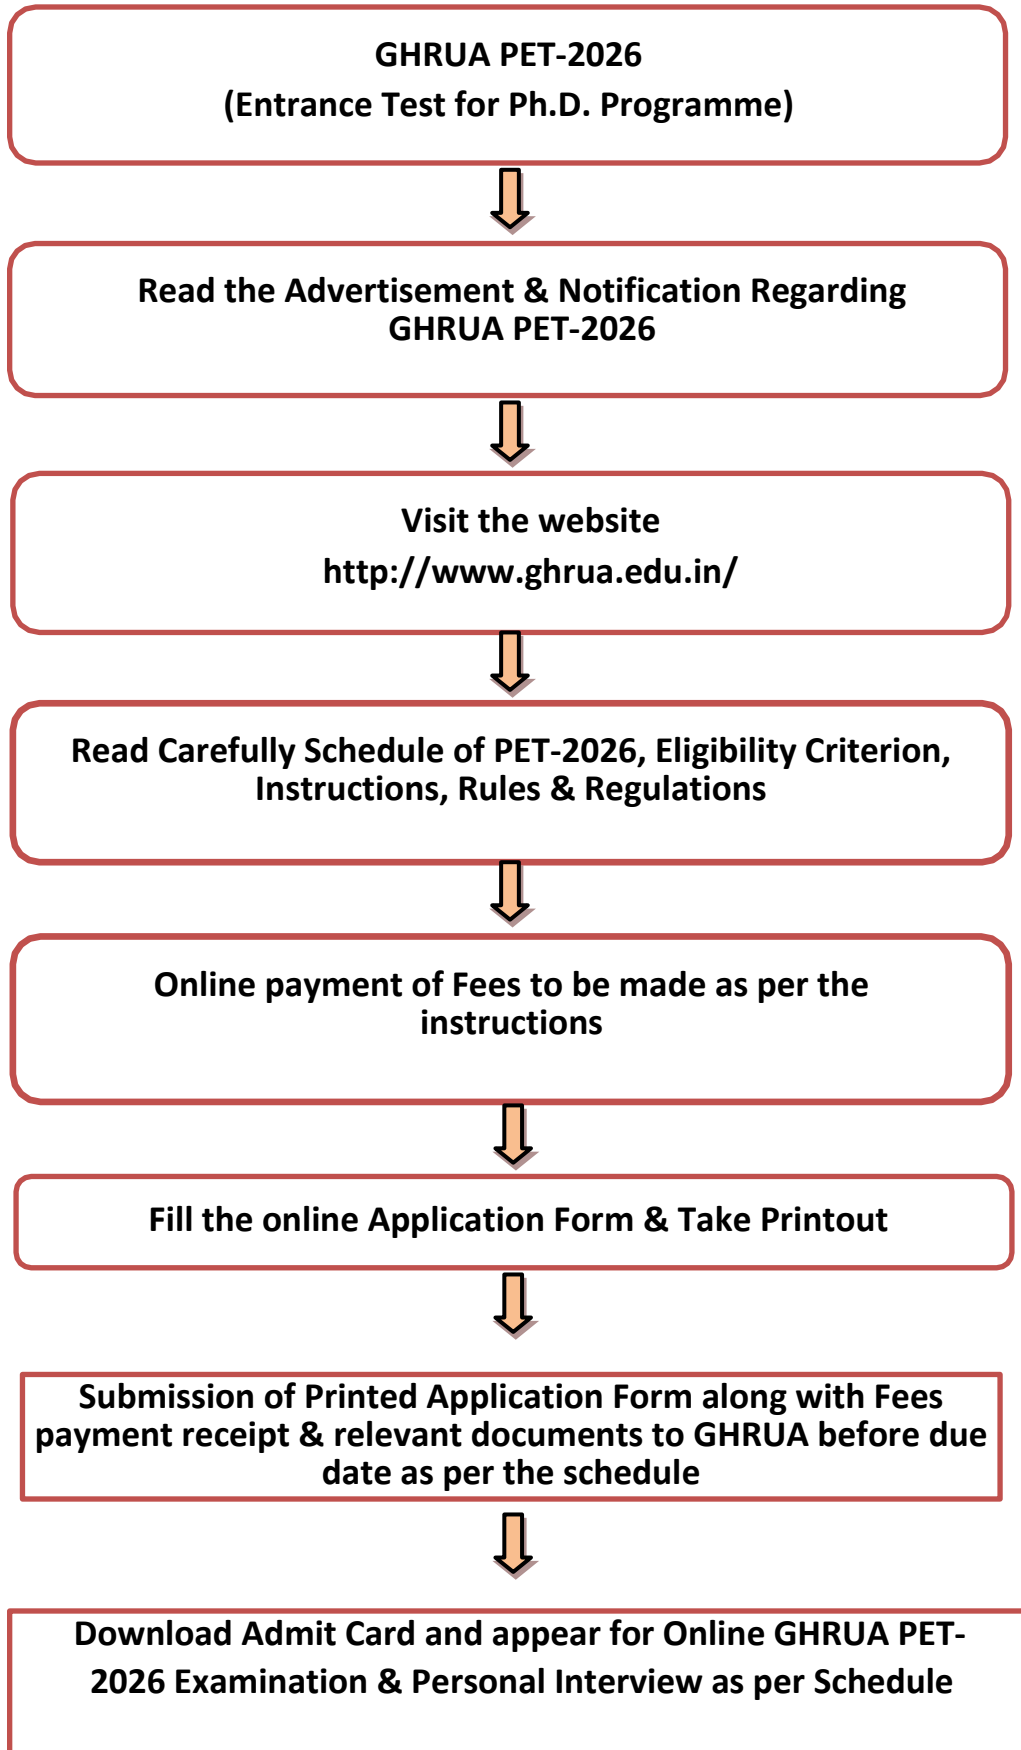 GHRUA PET-2026
(Entrance Test for Ph.D. Programme)
Read the Advertisement & Notification Regarding
GHRUA PET-2026
Visit the website
http://www.ghrua.edu.in/
Read Carefully Schedule of PET-2026, Eligibility Criterion,
Instructions, Rules & Regulations
Online payment of Fees to be made as per the
instructions
Fill the online Application Form & Take Printout
Submission of Printed Application Form along with Fees
payment receipt & relevant documents to GHRUA before due
date as per the schedule
Download Admit Card and appear for Online GHRUA PET-
2026 Examination & Personal Interview as per Schedule